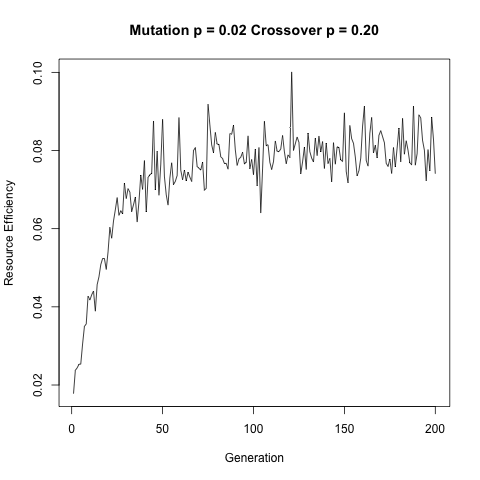 Mutation p = 0.02 Crossover p = 0.20
Resource Efficiency
0.10
0.08
0.06
0.04
0.02
0 50 100 150 200
Generation